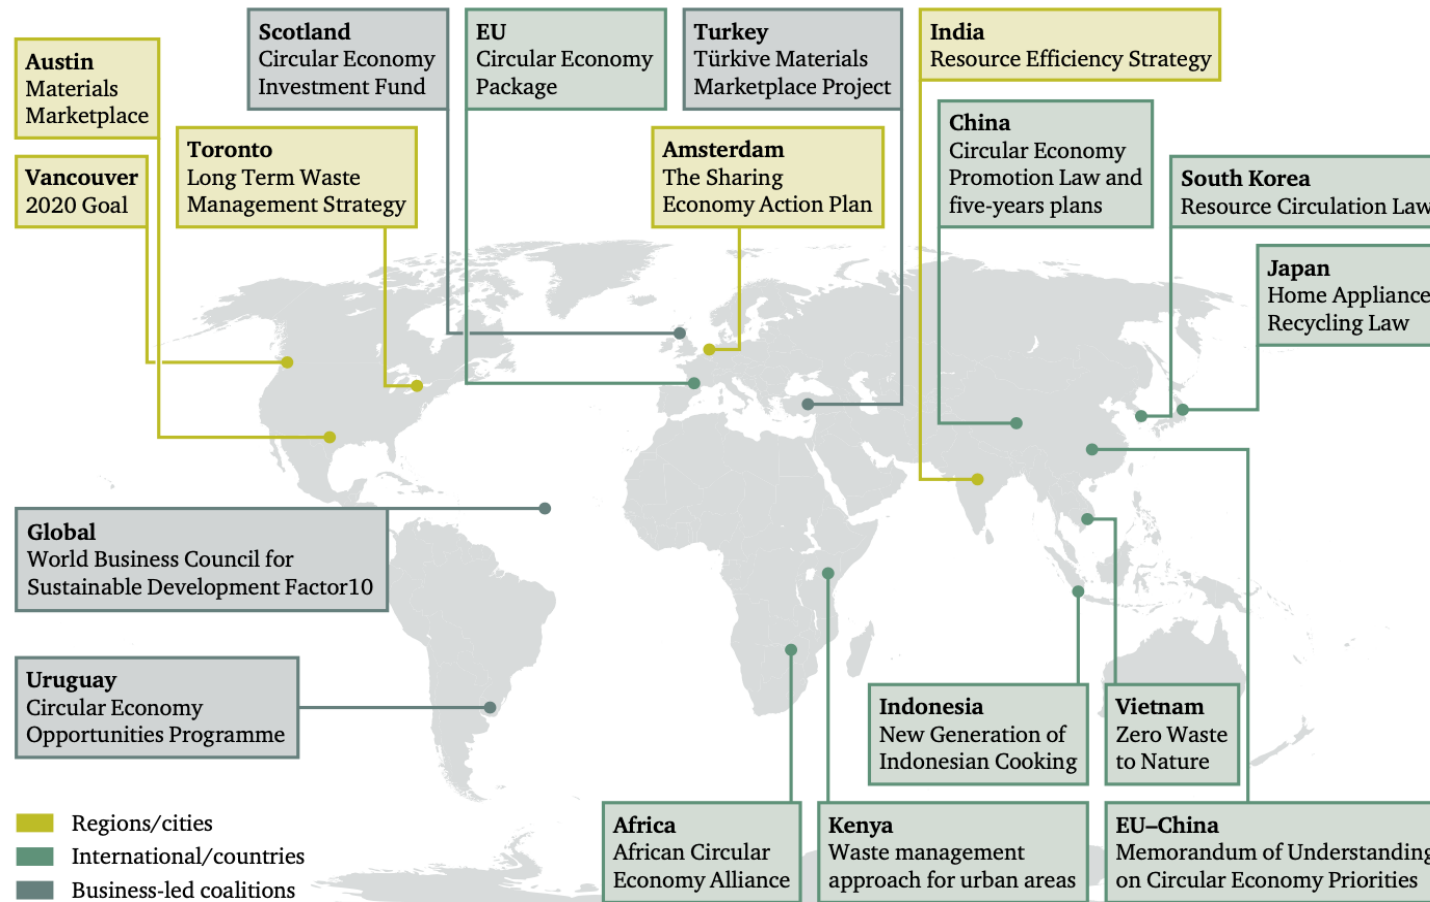 Austin
Materials
Marketplace
Vancouver
2020 Goal
Scotland
Circular Economy
Investment Fund
Toronto
Long Term Waste
Management Strategy
EU
Circular Economy
Package
Turkey
Türkive Materials
Marketplace Project
Amsterdam
The Sharing
Economy Action Plan
India
Resource Efficiency Strategy
China
Circular Economy
Promotion Law and
five-years plans
South Korea
Resource Circulation Law
Japan
Home Appliance
Recycling Law
Global
World Business Council for
Sustainable Development Factor10
Uruguay
Circular Economy
Opportunities Programme
Indonesia
New Generation of
Indonesian Cooking
Vietnam
Zero Waste
to Nature
Africa
African Circular
Economy Alliance
Kenya
Waste management
approach for urban areas
EU–China
Memorandum of Understanding
on Circular Economy Priorities
Regions/cities
International/countries
Business-led coalitions